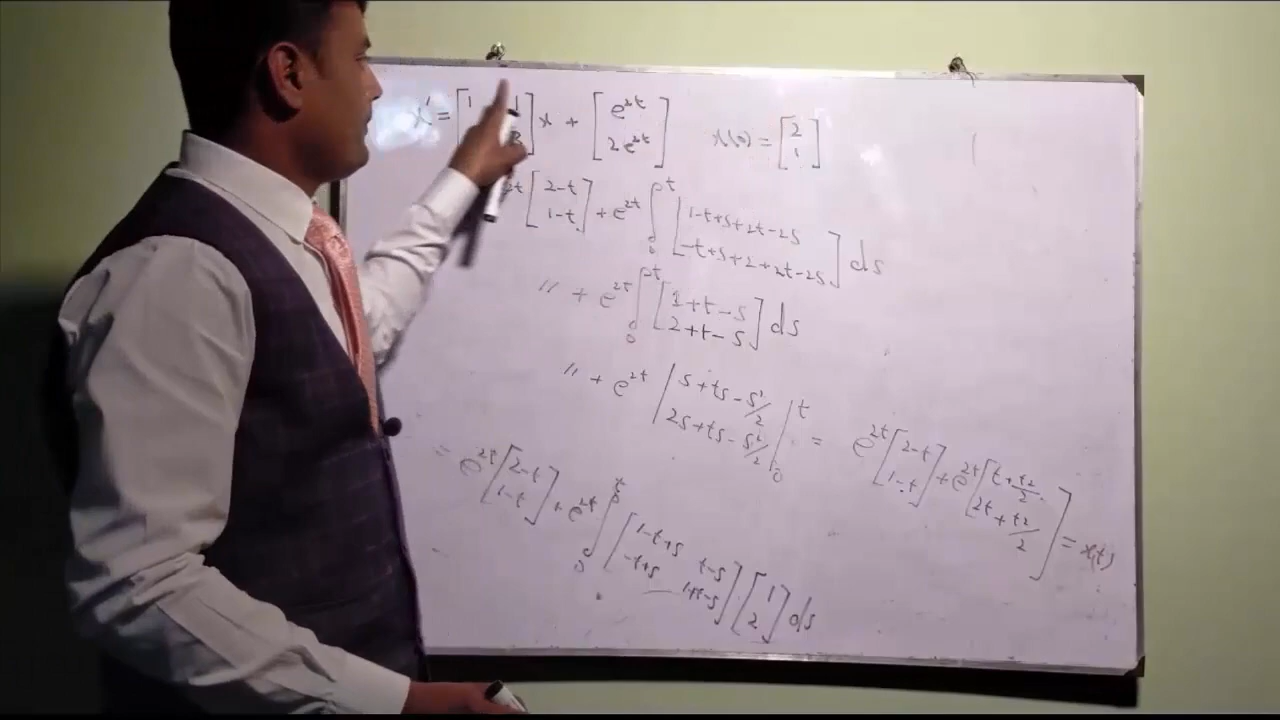 x' = [1 1 3] x + [e^{2t} 2e^{2t}] x(0) = [2 1]
e^{2t} [2-t 1-t] + e^{2t} ∫_0^t [1-t+s+2t-2s -t+s+2+2t-2s] ds
" + e^{2t} ∫_0^t [1+t-s 2+t-s] ds
" + e^{2t} |s+ts-s²/2 2s+ts-s²/2|_0^t = e^{2t} [2-t 1-t] + e^{2t} [t+t²/2 2t+t²/2] = x(t)
= e^{2t} [2-t 1-t] + e^{2t} ∫_0^t [1-t+s t-s -t+s 1+t-s] [1 2] ds